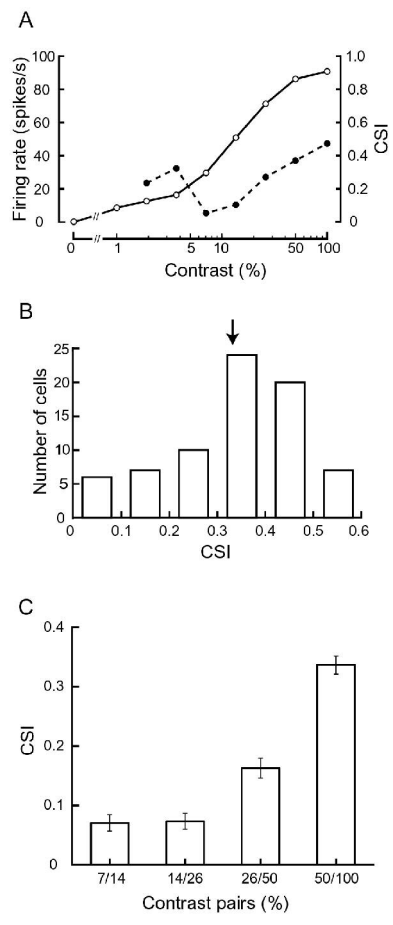 A
Firing rate (spikes/s)
100
80
60
40
20
0
1.0
0.8
0.6
0.4
0.2
0
CSI
0 // 1 5 10 50 100
Contrast (%)
B
Number of cells
25
20
15
10
5
0
0 0.1 0.2 0.3 0.4 0.5 0.6
CSI
C
CSI
0.4
0.3
0.2
0.1
0
7/14 14/26 26/50 50/100
Contrast pairs (%)